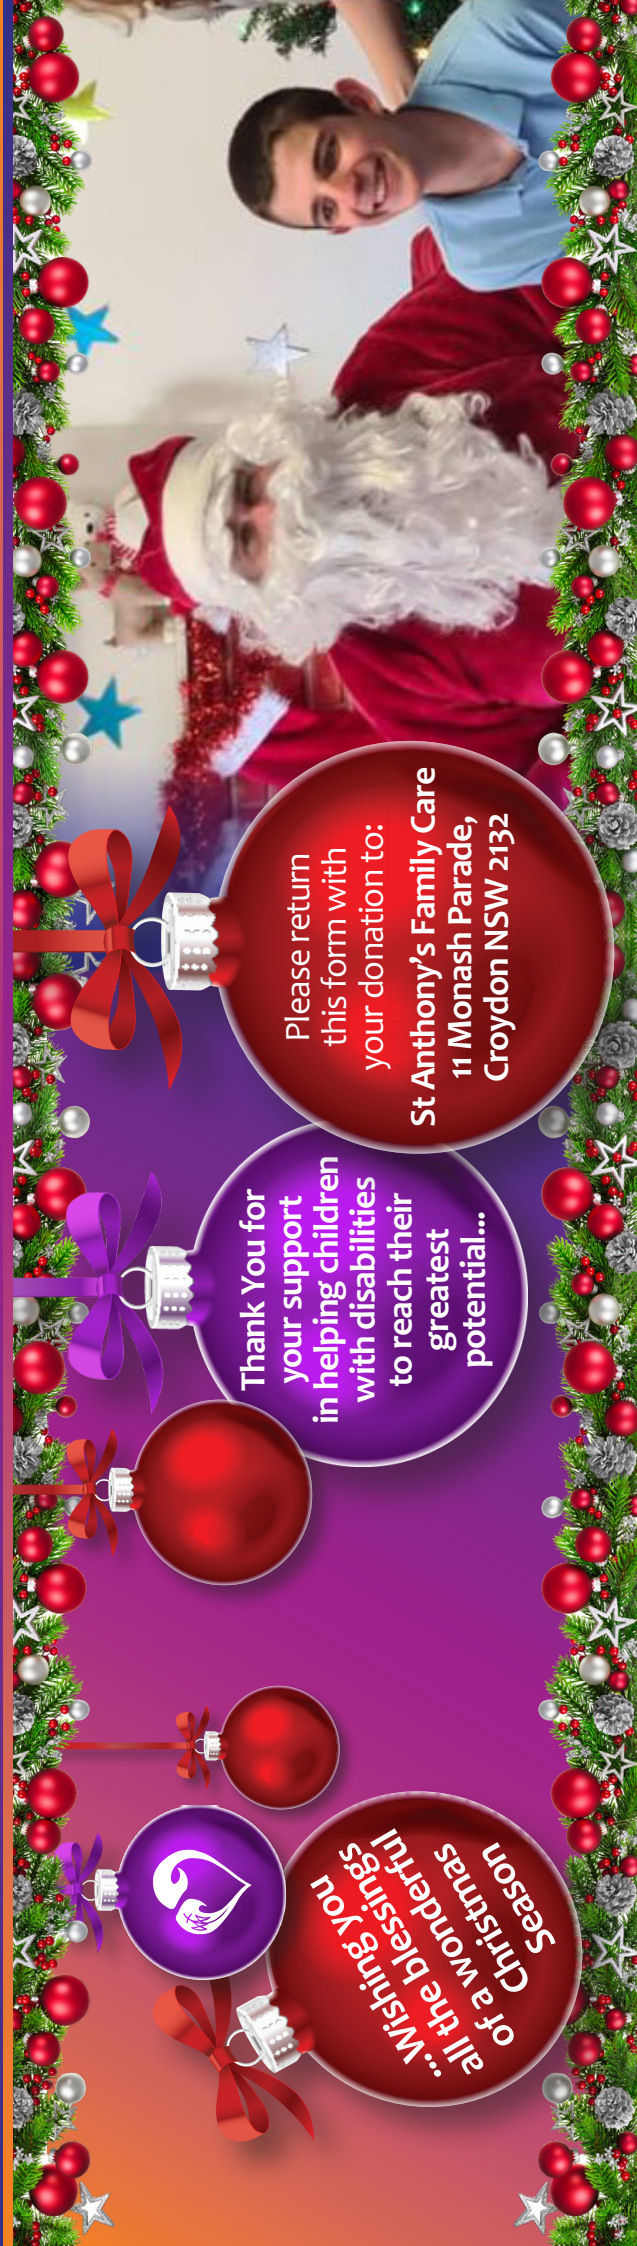 ...Wishing you
all the blessings
of a wonderful
Christmas
Season
Thank You for
your support
in helping children
with disabilities
to reach their
greatest
potential...
Please return
this form with
your donation to:
St Anthony's Family Care
11 Monash Parade,
Croydon NSW 2132